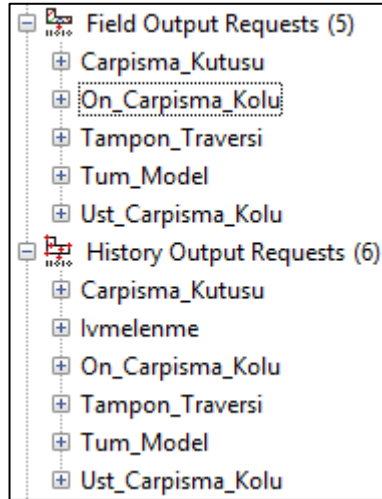 Field Output Requests (5)
Carpisma_Kutusu
On_Carpisma_Kolu
Tampon_Traversi
Tum_Model
Ust_Carpisma_Kolu
History Output Requests (6)
Carpisma_Kutusu
Ivmelenme
On_Carpisma_Kolu
Tampon_Traversi
Tum_Model
Ust_Carpisma_Kolu